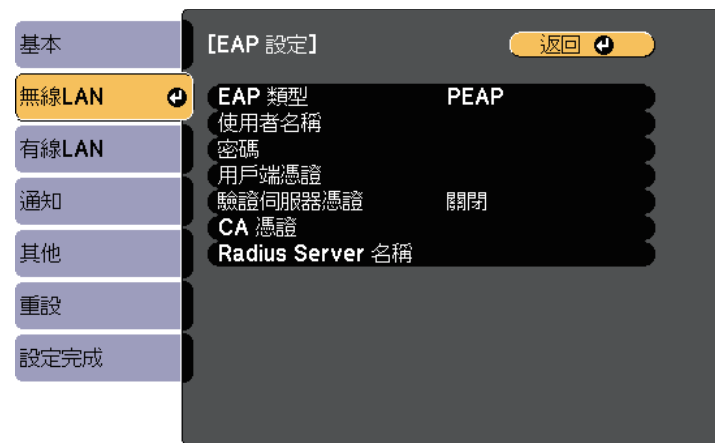 基本
無線LAN
有線LAN
通知
其他
重設
設定完成
[EAP 設定]
返回
EAP 類型 PEAP
使用者名稱
密碼
用戶端憑證
驗證伺服器憑證 關閉
CA 憑證
Radius Server 名稱